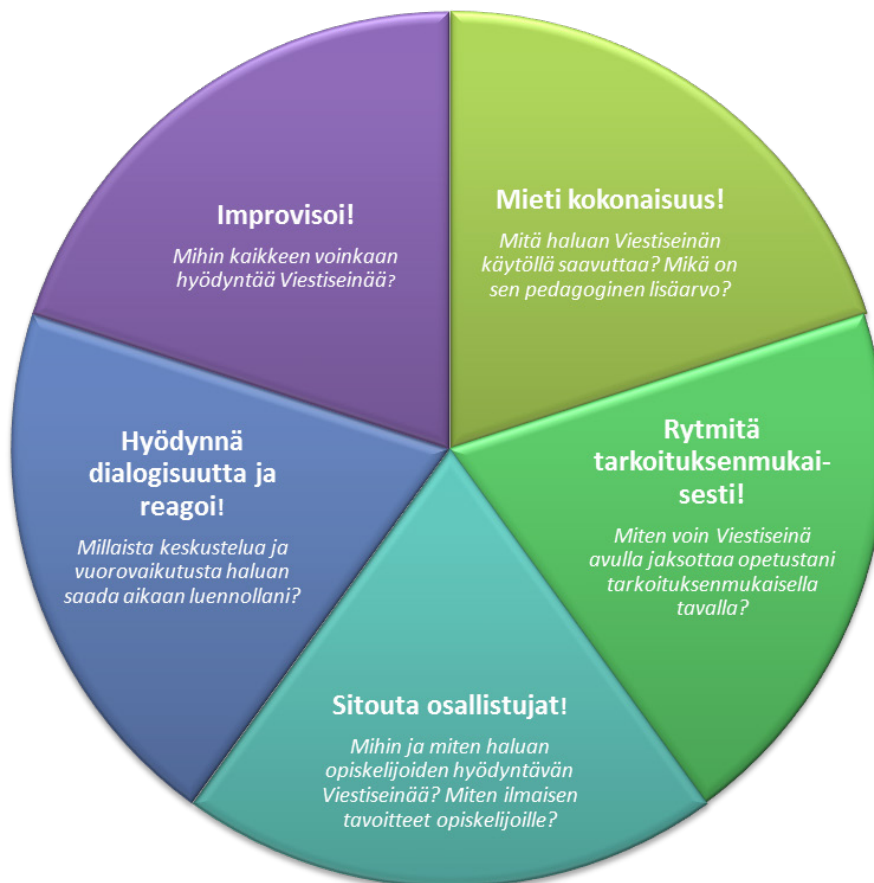 Mieti kokonaisuus!
Mitä haluan Viestiseinän
käytöllä saavuttaa? Mikä on
sen pedagoginen lisäarvo?
Rytmitä
tarkoituksenmukai-
sesti!
Miten voin Viestiseinä
avulla jaksottaa opetustani
tarkoituksenmukaisella
tavalla?
Sitouta osallistujat!
Mihin ja miten haluan
opiskelijoiden hyödyntävän
Viestiseinää? Miten ilmaisen
tavoitteet opiskelijoille?
Hyödynnä
dialogisuutta ja
reagoi!
Millaista keskustelua ja
vuorovaikutusta haluan
saada aikaan luennollani?
Improvisoi!
Mihin kaikkeen voinkaan
hyödyntää Viestiseinää?